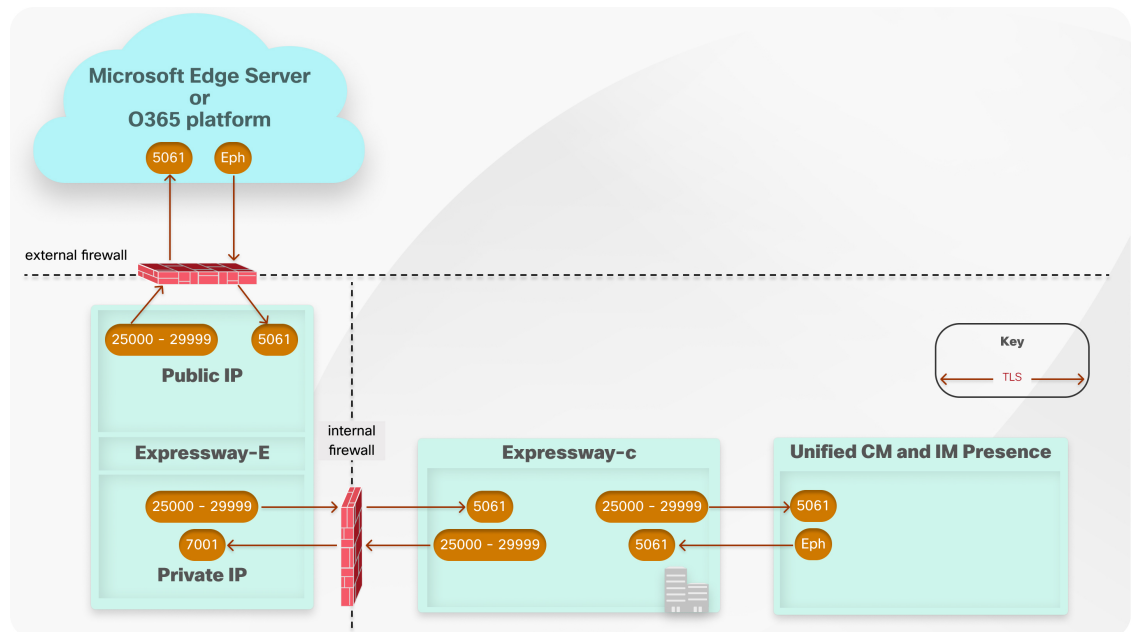 Microsoft Edge Server
or
O365 platform
5061
Eph
external firewall
25000 - 29999
5061
Public IP
Key
TLS
internal
firewall
Expressway-E
Expressway-c
Unified CM and IM Presence
25000 - 29999
5061
25000 - 29999
5061
7001
25000 - 29999
5061
Eph
Private IP